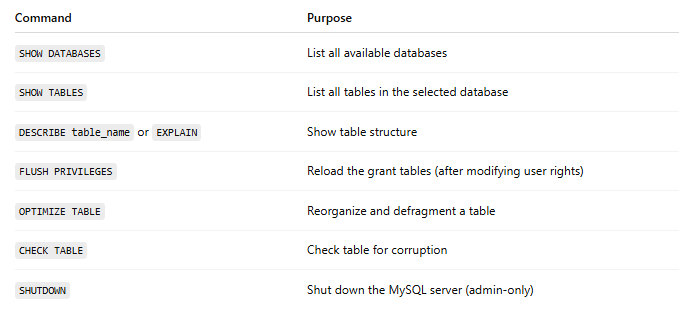 Command Purpose
SHOW DATABASES List all available databases
SHOW TABLES List all tables in the selected database
DESCRIBE table_name or EXPLAIN Show table structure
FLUSH PRIVILEGES Reload the grant tables (after modifying user rights)
OPTIMIZE TABLE Reorganize and defragment a table
CHECK TABLE Check table for corruption
SHUTDOWN Shut down the MySQL server (admin-only)